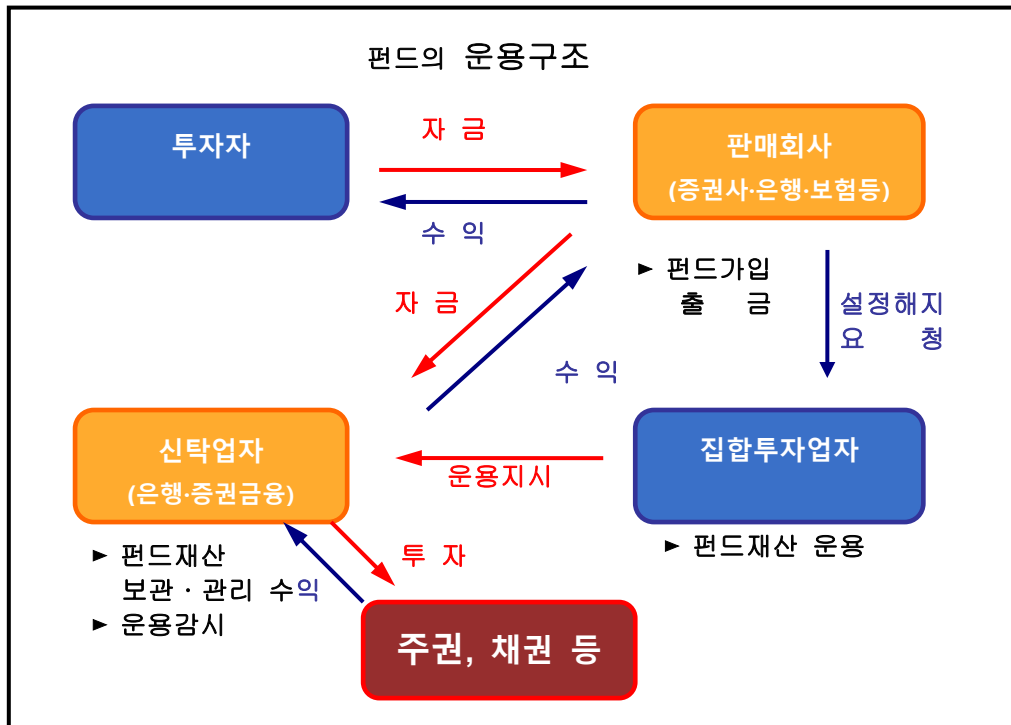 펀드의 운용구조
투자자
자 금
판매회사
(증권사·은행·보험등)
수 익
► 펀드가입
출 금
자 금
설정해지
요 청
수 익
신탁업자
(은행·증권금융)
운용지시
집합투자업자
► 펀드재산
보관·관리 수익
► 운용감시
투 자
► 펀드재산 운용
주권, 채권 등